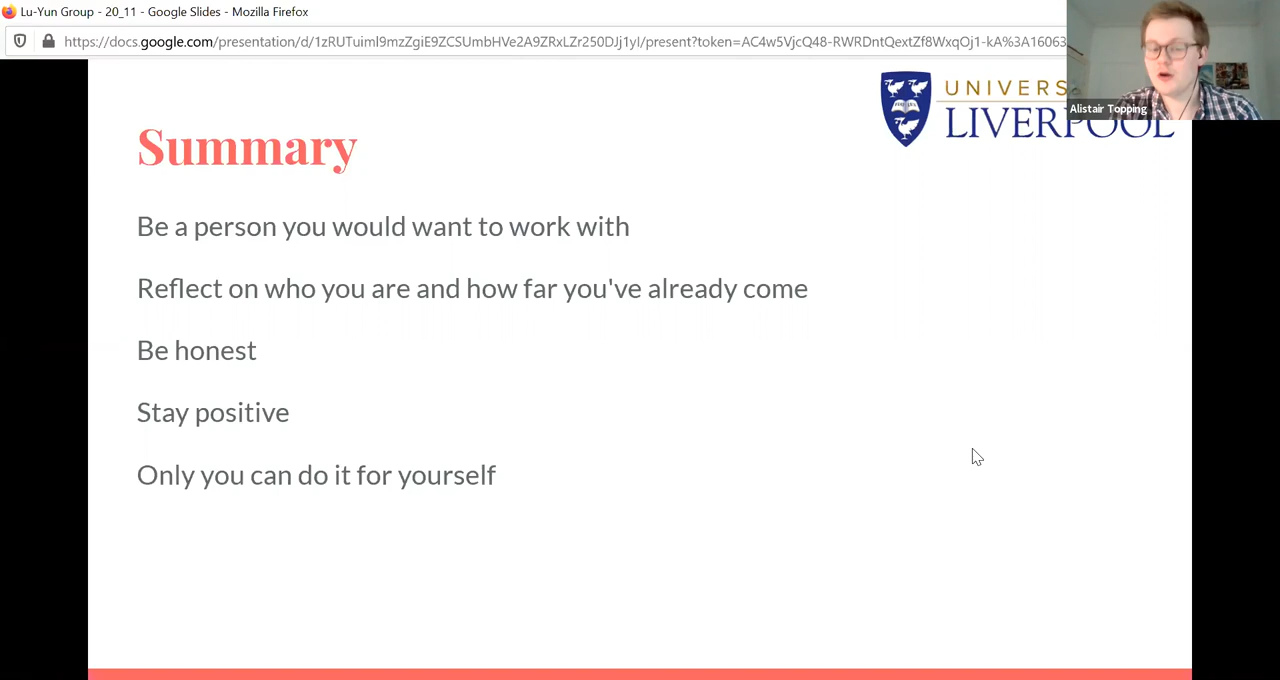 Lu-Yun Group - 20_11 - Google Slides - Mozilla Firefox
https://docs.google.com/presentation/d/1zRUTuimI9mzZgiE9ZCSUmbHVe2A9ZRxLZr250DJj1yI/present?token=AC4w5VjcQ48-RWRDntQextZf8WxqOj1-kA%3A16063
Alistair Topping
UNIVERS
LIVERPOOL
Summary
Be a person you would want to work with
Reflect on who you are and how far you've already come
Be honest
Stay positive
Only you can do it for yourself